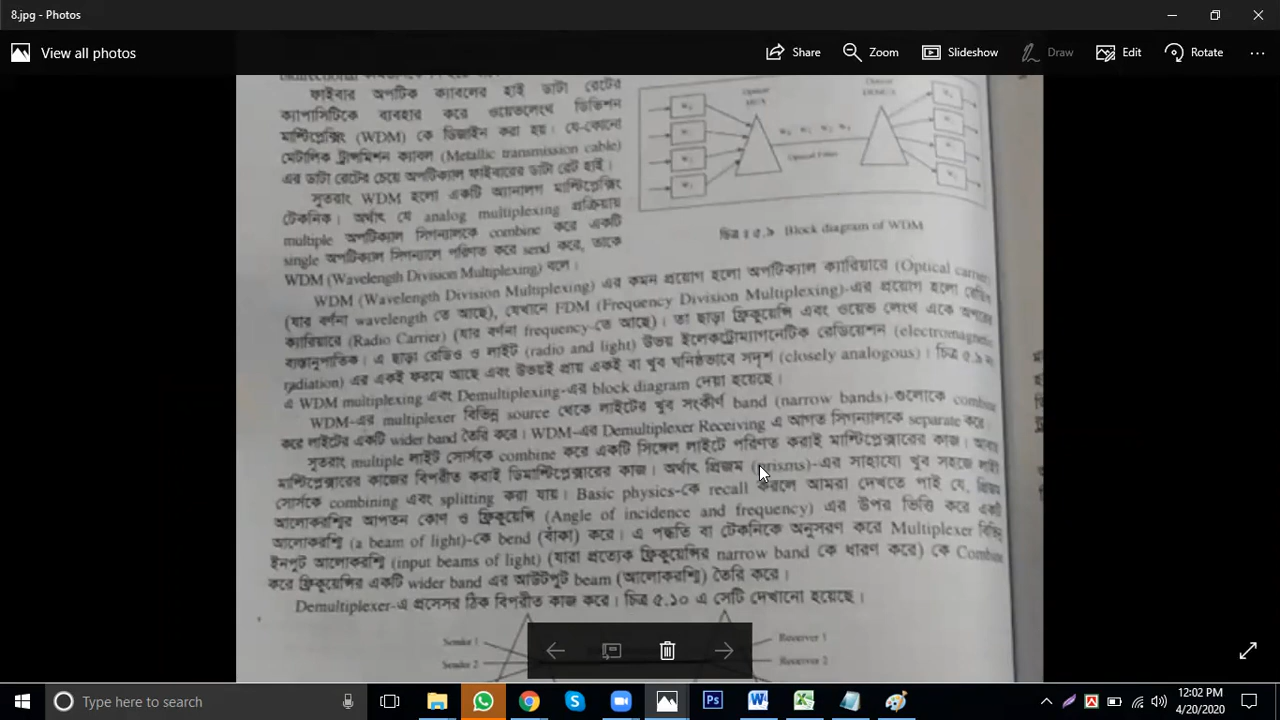 8.jpg - Photos
View all photos
Share
Zoom
Slideshow
Draw
Edit
Rotate
ফাইবার অপটিক ক্যাবলের হাই ডাটা রেটের
ক্যাপাসিটিকে ব্যবহার করে ওয়েভলেংথ ডিভিশন
মাল্টিপ্লেক্সিং (WDM) কে ডিজাইন করা হয়। যে-কোনো
মেটালিক ট্রান্সমিশন ক্যাবল (Metallic transmission cable)
এর ডাটা রেটের চেয়ে অপটিক্যাল ফাইবারের ডাটা রেট হাই।
সুতরাং WDM হলো একটি অ্যানালগ মাল্টিপ্লেক্সিং
টেকনিক। অর্থাৎ যে analog multiplexing প্রক্রিয়ায়
multiple অপটিক্যাল সিগন্যালকে combine করে একটি
single অপটিক্যাল সিগন্যালে পরিণত করে send করে, তাকে
WDM (Wavelength Division Multiplexing) বলে।
Optical
MUX
Optical Fiber
চিত্র ঃ ৫.৯ Block diagram of WDM
WDM (Wavelength Division Multiplexing) এর কমন প্রয়োগ হলো অপটিক্যাল ক্যারিয়ারে (Optical carrier)
(যার বর্ণনা wavelength তে আছে), যেখানে FDM (Frequency Division Multiplexing)-এর প্রয়োগ হলো রেডিও
ক্যারিয়ারে (Radio Carrier) (যার বর্ণনা frequency-তে আছে)। তা ছাড়া ফ্রিকুয়েন্সি এবং ওয়েভ লেংথ একে অপরের
ব্যস্তানুপাতিক। এ ছাড়া রেডিও ও লাইট (radio and light) উভয় ইলেকট্রোম্যাগনেটিক রেডিয়েশন (electromagnetic
radiation) এর একই ফরমে আছে এবং উভয়ই প্রায় একই বা খুব ঘনিষ্ঠভাবে সদৃশ (closely analogous)। চিত্র ৫.৯
এ WDM multiplexing এবং Demultiplexing-এর block diagram দেয়া হয়েছে।
WDM-এর multiplexer বিভিন্ন source থেকে লাইটের খুব সংকীর্ণ band (narrow bands)-গুলোকে combine
করে লাইটের একটি wider band তৈরি করে। WDM-এর Demultiplexer Receiving এ আগত সিগন্যালকে separate করে।
সুতরাং multiple লাইট সোর্সকে combine করে একটি সিঙ্গেল লাইটে পরিণত করাই মাল্টিপ্লেক্সারের কাজ। আবার
মাল্টিপ্লেক্সারের কাজের বিপরীত করাই ডিমাল্টিপ্লেক্সারের কাজ। অর্থাৎ প্রিজম (prisms)-এর সাহায্যে খুব সহজে লাইট
সোর্সকে combining এবং splitting করা যায়। Basic physics-কে recall করলে আমরা দেখতে পাই যে, প্রিজম
আলোকরশ্মির আপতন কোণ ও ফ্রিকুয়েন্সি (Angle of incidence and frequency) এর উপর ভিত্তি করে একটি
আলোকরশ্মি (a beam of light)-কে bend (বাঁকা) করে। এ পদ্ধতি বা টেকনিকে অনুসরণ করে Multiplexer বিভিন্ন
ইনপুট আলোকরশ্মি (input beams of light) (যারা প্রত্যেক ফ্রিকুয়েন্সির narrow band কে ধারণ করে) কে Combine
করে ফ্রিকুয়েন্সির একটি wider band এর আউটপুট beam (আলোকরশ্মি) তৈরি করে।
Demultiplexer-এ প্রসেসর ঠিক বিপরীত কাজ করে। চিত্র ৫.১০ এ সেটি দেখানো হয়েছে।
Sender 1
Sender 2
Receiver 1
Receiver 2
Type here to search
12:02 PM
4/20/2020